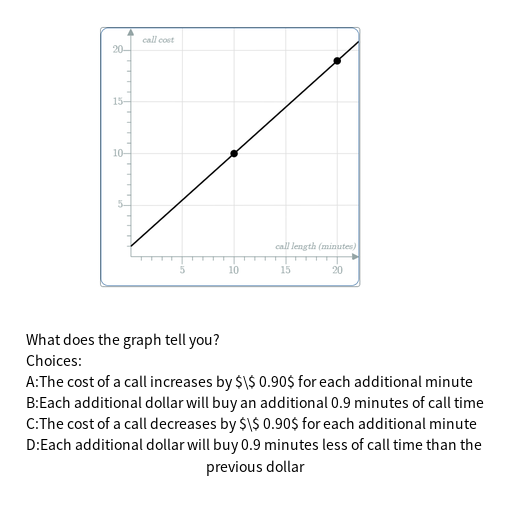 call cost
20
15
10
5
call length (minutes)
5 10 15 20
What does the graph tell you?
Choices:
A:The cost of a call increases by $\$ 0.90$ for each additional minute
B:Each additional dollar will buy an additional 0.9 minutes of call time
C:The cost of a call decreases by $\$ 0.90$ for each additional minute
D:Each additional dollar will buy 0.9 minutes less of call time than the
previous dollar